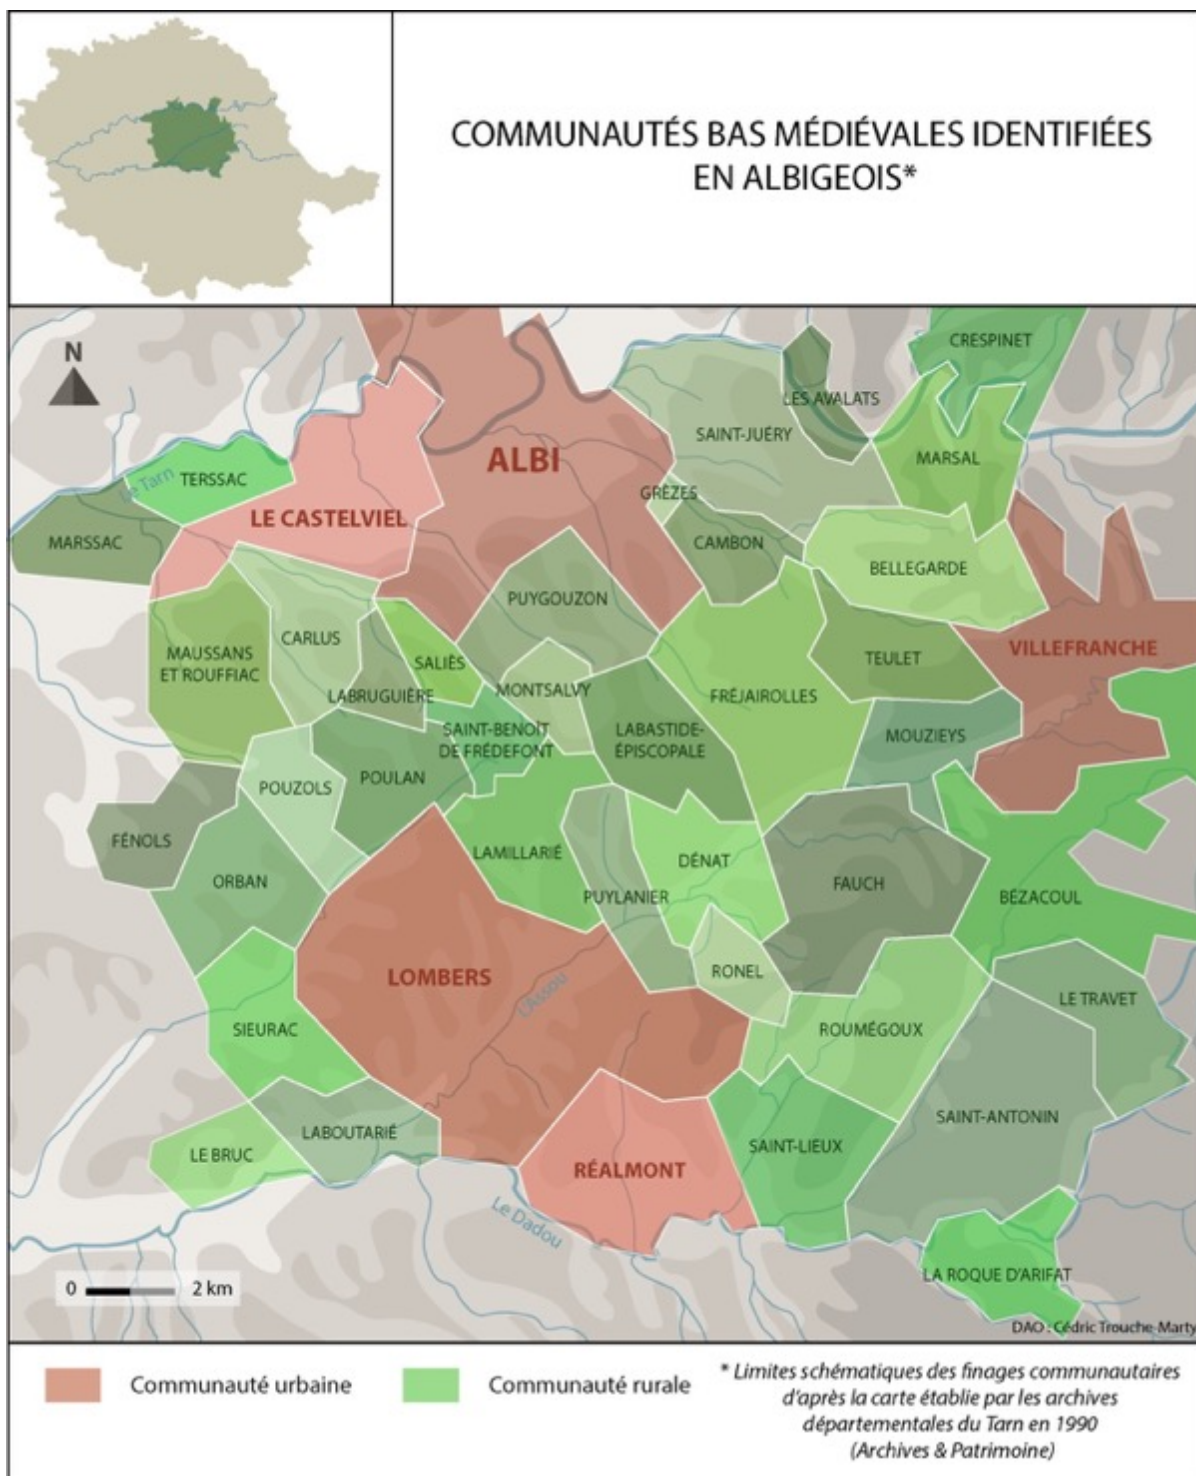 COMMUNAUTÉS BAS MÉDIÉVALES IDENTIFIÉES
EN ALBIGEOIS*
N
CRESPINET
LES AVALATS
SAINT-JUÉRY
MARSAL
ALBI
TERSSAC
Le Tarn
GRÈZES
LE CASTELVIEL
MARSSAC
CAMBON
BELLEGARDE
PUYGOUZON
CARLUS
MAUSSANS
ET ROUFFIAC
SALIÈS
TEULET
VILLEFRANCHE
LABRUGUIÈRE
MONTSALVY
FRÉJAIROLLES
SAINT-BENOÎT
DE FRÉDEFONT
LABASTIDE-
ÉPISCOPALE
MOUZIEYS
POUZOLS
POULAN
FÉNOLS
ORBAN
LAMILLARIÉ
DÉNAT
FAUCH
PUYLANIER
BÉZACOUL
LOMBERS
RONEL
L'Assou
LE TRAVET
SIEURAC
ROUMÉGOUX
SAINT-ANTONIN
LABOUTARIÉ
LE BRUC
SAINT-LIEUX
RÉALMONT
Le Dadou
LA ROQUE D'ARIFAT
0 2 km
DAO : Cédric Trouche-Marty
Communauté urbaine
Communauté rurale
* Limites schématiques des finages communautaires
d'après la carte établie par les archives
départementales du Tarn en 1990
(Archives & Patrimoine)